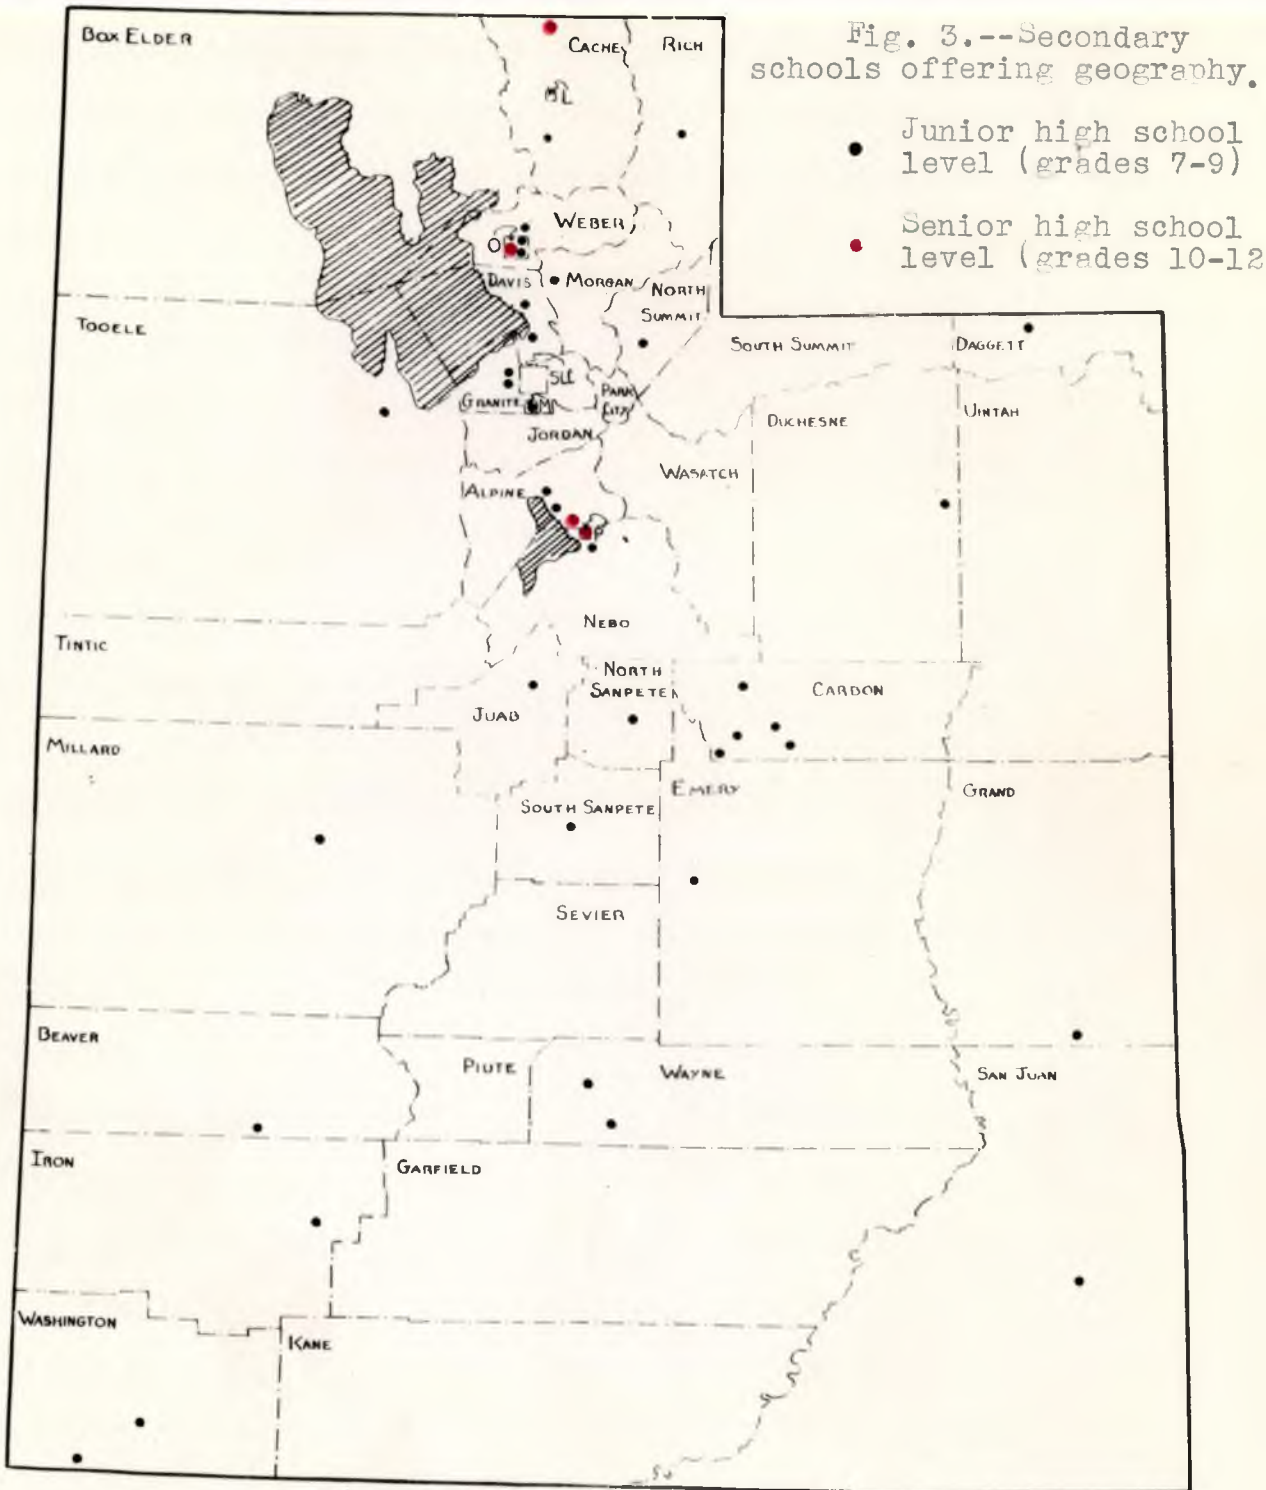 Fig. 3.--Secondary
schools offering geography.
Junior high school
level (grades 7-9)
Senior high school
level (grades 10-12
BOX ELDER
CACHE
RICH
L
WEBER
O
DAVIS
MORGAN
NORTH
SUMMIT
TOOELE
SOUTH SUMMIT
DAGGETT
SLC
PARK
CITY
GRANITE
M
JORDAN
DUCHESNE
UINTAH
WASATCH
ALPINE
P
NEBO
TINTIC
NORTH
SANPETE
CARBON
JUAB
MILLARD
EMERY
GRAND
SOUTH SANPETE
SEVIER
BEAVER
PIUTE
WAYNE
SAN JUAN
IRON
GARFIELD
WASHINGTON
KANE